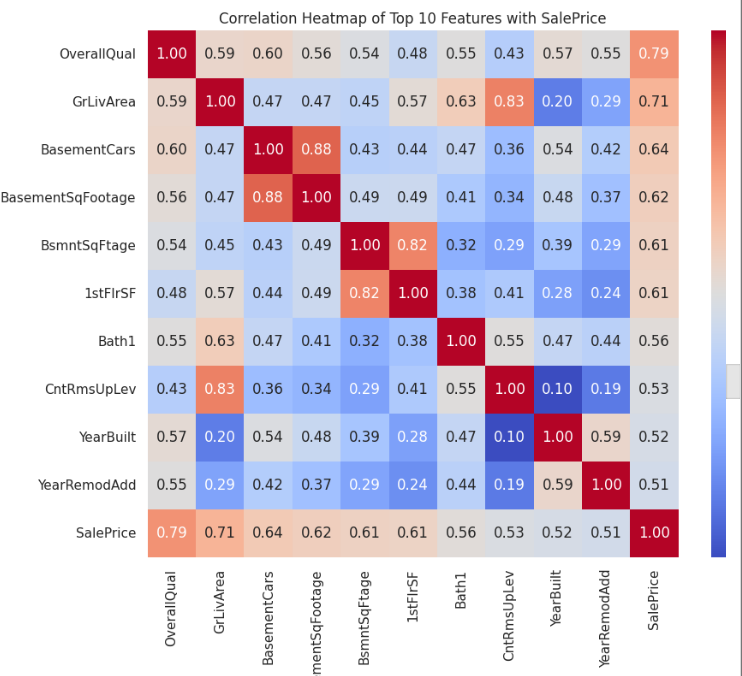 Correlation Heatmap of Top 10 Features with SalePrice
OverallQual 1.00 0.59 0.60 0.56 0.54 0.48 0.55 0.43 0.57 0.55 0.79
GrLivArea 0.59 1.00 0.47 0.47 0.45 0.57 0.63 0.83 0.20 0.29 0.71
BasementCars 0.60 0.47 1.00 0.88 0.43 0.44 0.47 0.36 0.54 0.42 0.64
BasementSqFootage 0.56 0.47 0.88 1.00 0.49 0.49 0.41 0.34 0.48 0.37 0.62
BsmntSqFtage 0.54 0.45 0.43 0.49 1.00 0.82 0.32 0.29 0.39 0.29 0.61
1stFlrSF 0.48 0.57 0.44 0.49 0.82 1.00 0.38 0.41 0.28 0.24 0.61
Bath1 0.55 0.63 0.47 0.41 0.32 0.38 1.00 0.55 0.47 0.44 0.56
CntRmsUpLev 0.43 0.83 0.36 0.34 0.29 0.41 0.55 1.00 0.10 0.19 0.53
YearBuilt 0.57 0.20 0.54 0.48 0.39 0.28 0.47 0.10 1.00 0.59 0.52
YearRemodAdd 0.55 0.29 0.42 0.37 0.29 0.24 0.44 0.19 0.59 1.00 0.51
SalePrice 0.79 0.71 0.64 0.62 0.61 0.61 0.56 0.53 0.52 0.51 1.00
OverallQual
GrLivArea
BasementCars
mentSqFootage
BsmntSqFtage
1stFlrSF
Bath1
CntRmsUpLev
YearBuilt
YearRemodAdd
SalePrice